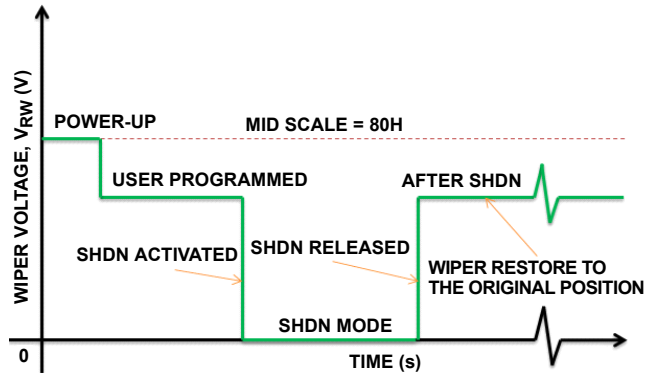 WIPER VOLTAGE, VRW (V)
POWER-UP
MID SCALE = 80H
USER PROGRAMMED
AFTER SHDN
SHDN ACTIVATED
SHDN RELEASED
WIPER RESTORE TO
THE ORIGINAL POSITION
SHDN MODE
0
TIME (s)